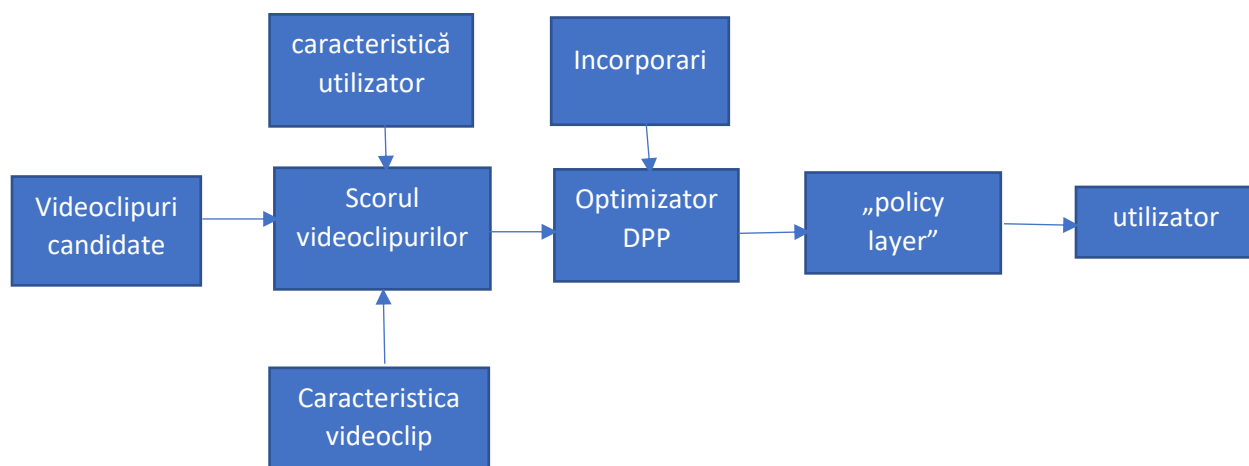 caracteristică
utilizator
Incorporari
Videoclipuri
candidate
Scorul
videoclipurilor
Optimizator
DPP
„policy
layer”
utilizator
Caracteristica
videoclip